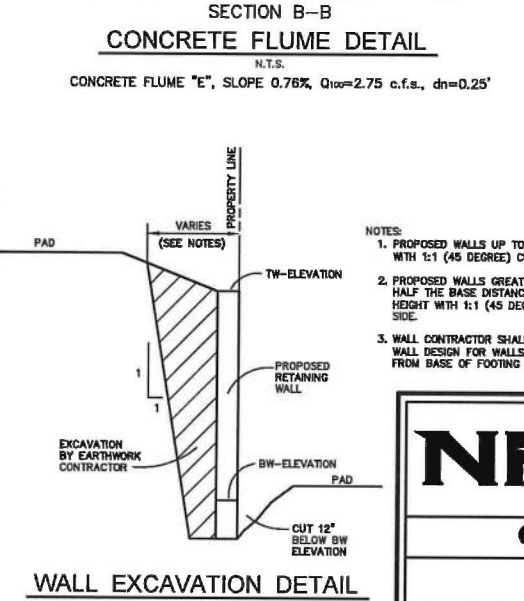 SECTION B-B
CONCRETE FLUME DETAIL
N.T.S.
CONCRETE FLUME "E", SLOPE 0.76%, Q100=2.75 c.f.s., dn=0.25'
PROPERTY LINE
VARIES
(SEE NOTES)
PAD
TW-ELEVATION
NOTES:
1. PROPOSED WALLS UP TO
WITH 1:1 (45 DEGREE) C
2. PROPOSED WALLS GREAT
HALF THE BASE DISTANC
HEIGHT WITH 1:1 (45 DE
SIDE.
3. WALL CONTRACTOR SHAL
WALL DESIGN FOR WALLS
FROM BASE OF FOOTING
1
1
PROPOSED
RETAINING
WALL
EXCAVATION
BY EARTHWORK
CONTRACTOR
BW-ELEVATION
PAD
CUT 12"
BELOW BW
ELEVATION
WALL EXCAVATION DETAIL